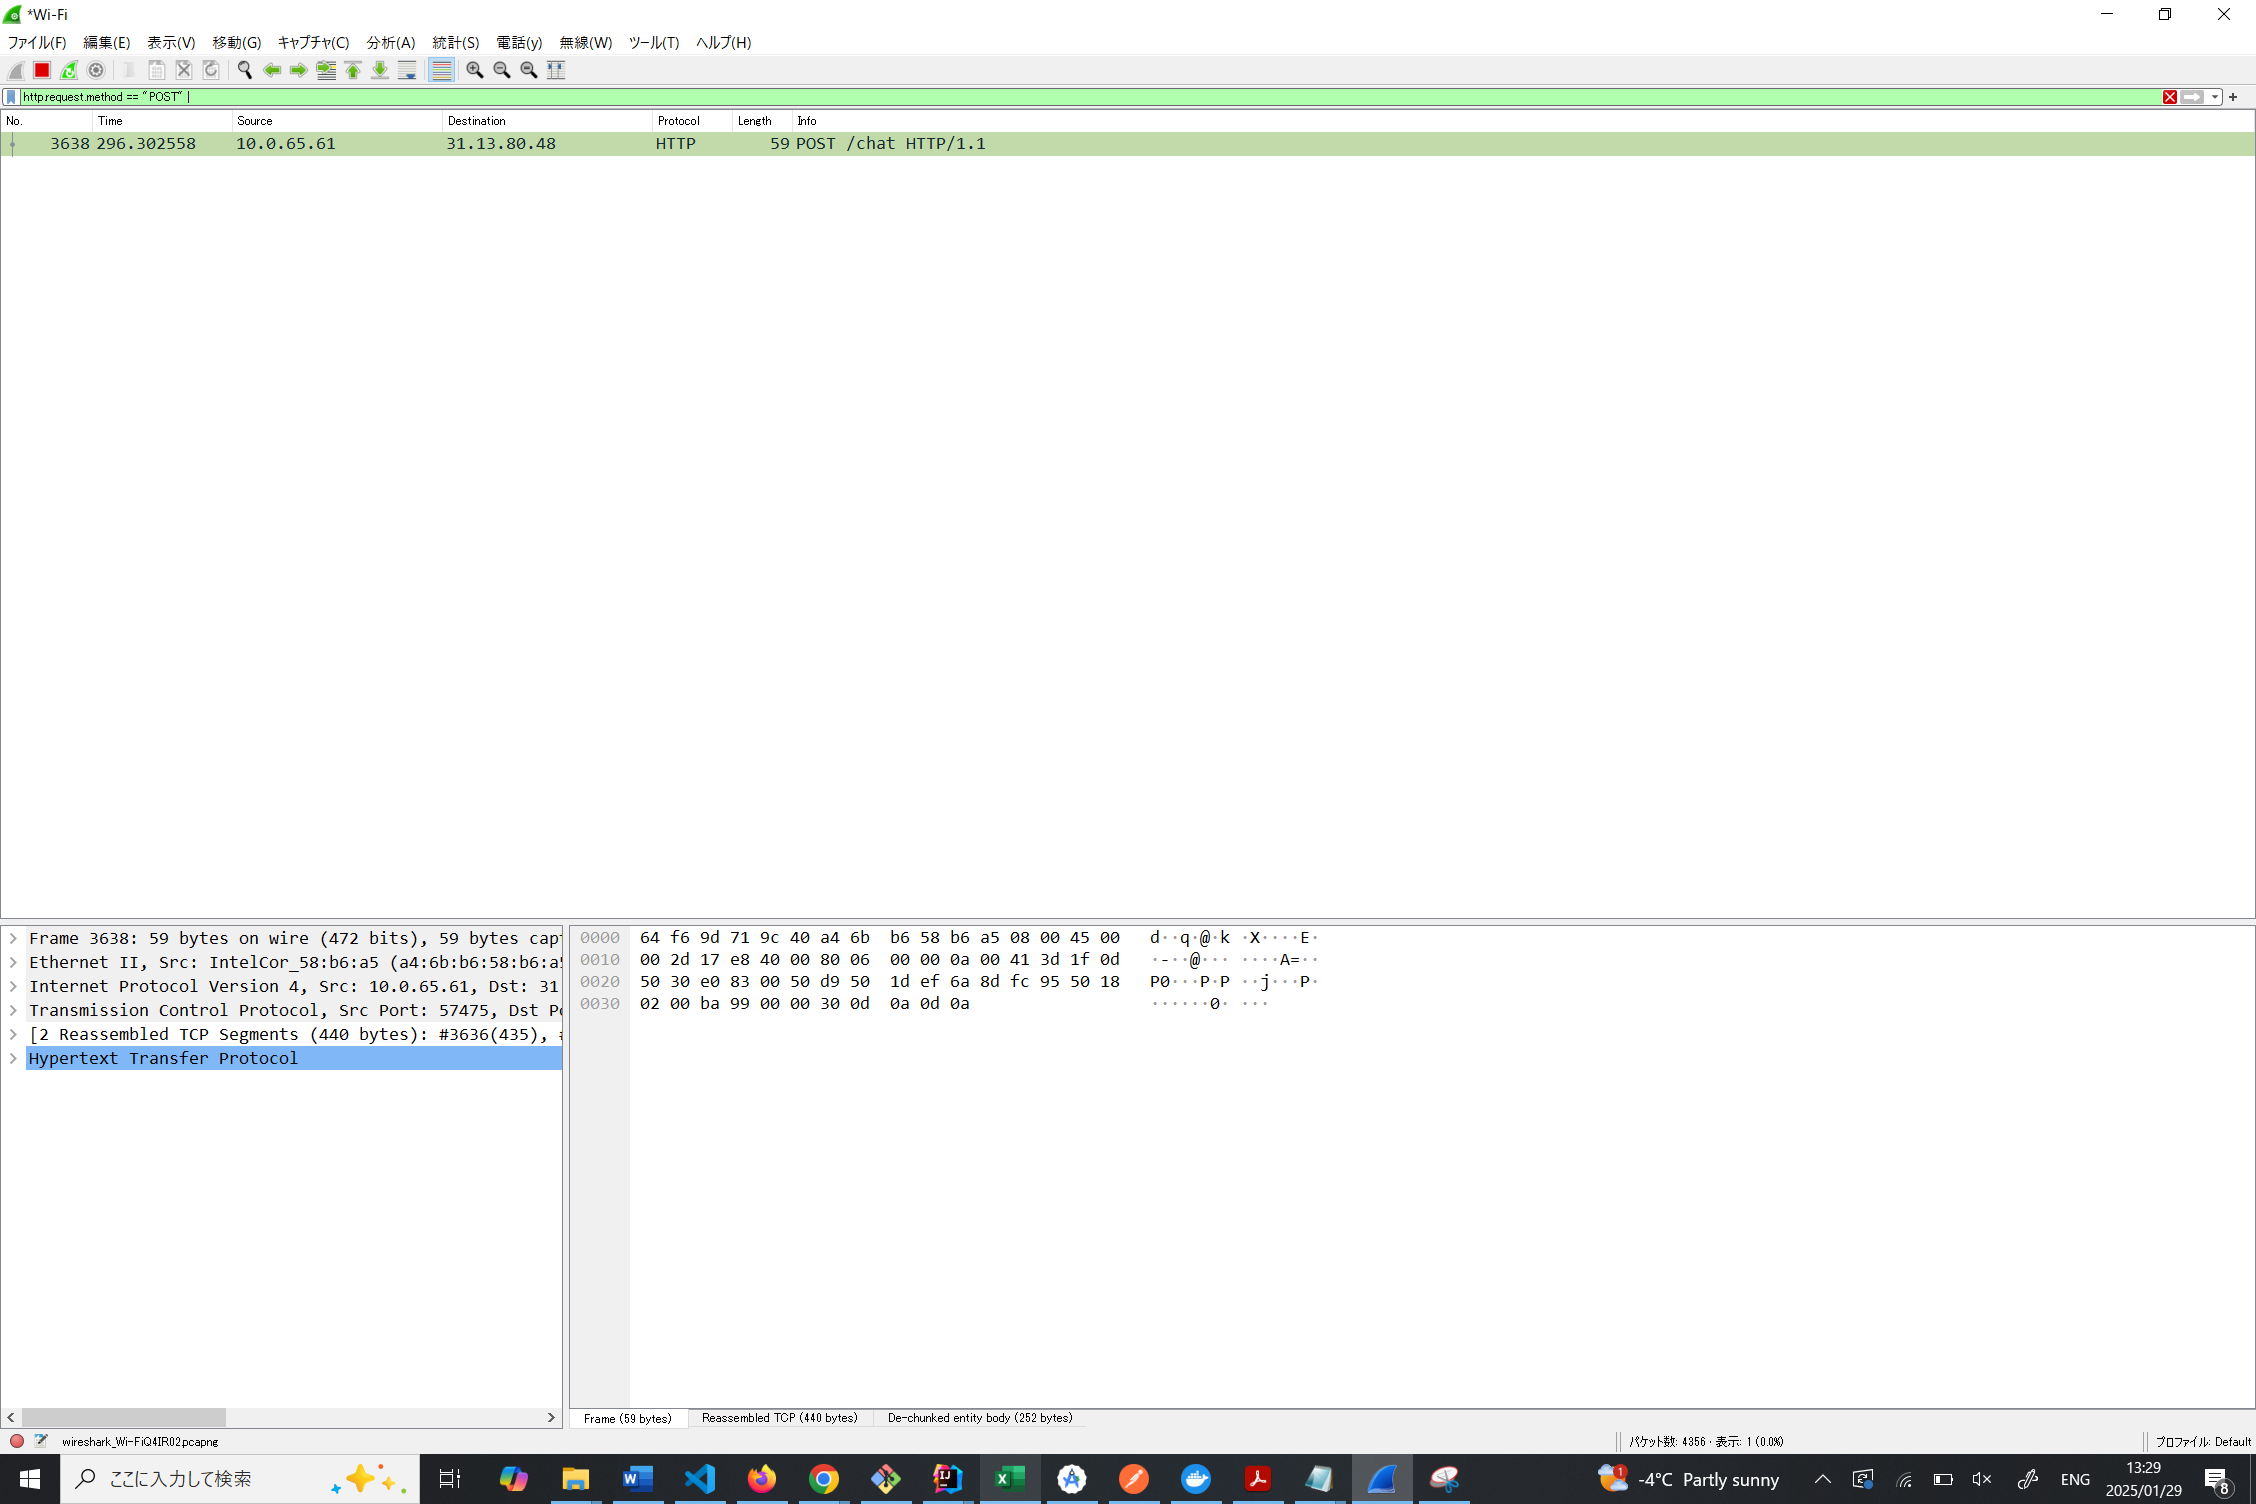 *Wi-Fi
ファイル(F) 編集(E) 表示(V) 移動(G) キャプチャ(C) 分析(A) 統計(S) 電話(y) 無線(W) ツール(T) ヘルプ(H)
http.request.method == "POST"
No. Time Source Destination Protocol Length Info
3638 296.302558 10.0.65.61 31.13.80.48 HTTP 59 POST /chat HTTP/1.1
Frame 3638: 59 bytes on wire (472 bits), 59 bytes cap
Ethernet II, Src: IntelCor_58:b6:a5 (a4:6b:b6:58:b6:a5
Internet Protocol Version 4, Src: 10.0.65.61, Dst: 31
Transmission Control Protocol, Src Port: 57475, Dst Po
[2 Reassembled TCP Segments (440 bytes): #3636(435), #
Hypertext Transfer Protocol
0000 64 f6 9d 71 9c 40 a4 6b b6 58 b6 a5 08 00 45 00 d··q·@·k ·X····E·
0010 00 2d 17 e8 40 00 80 06 00 00 0a 00 41 3d 1f 0d ·-··@··· ····A=··
0020 50 30 e0 83 00 50 d9 50 1d ef 6a 8d fc 95 50 18 P0···P·P ··j···P·
0030 02 00 ba 99 00 00 30 0d 0a 0d 0a ······0· ···
Frame (59 bytes) Reassembled TCP (440 bytes) De-chunked entity body (252 bytes)
wireshark_Wi-FiQ4IR02.pcapng パケット数: 4356 · 表示: 1 (0.0%) プロファイル: Default
ここに入力して検索 1 -4°C Partly sunny ENG 13:29
2025/01/29 8